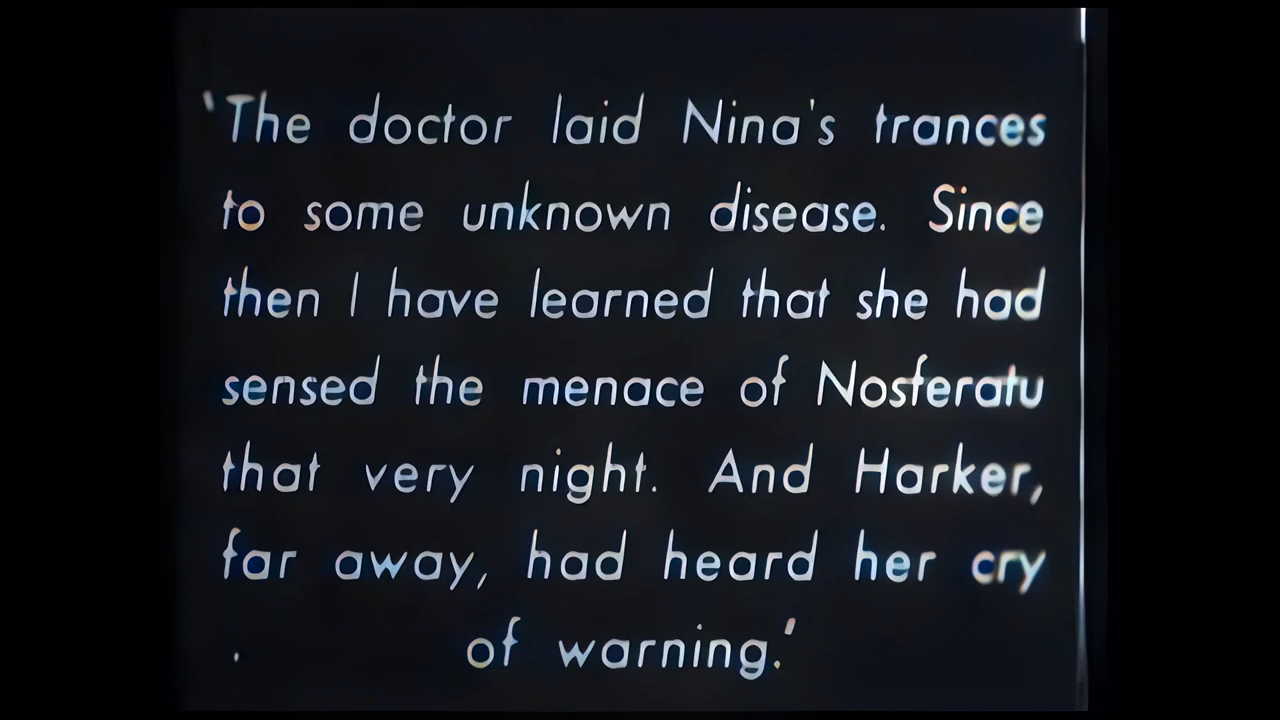 'The doctor laid Nina's trances
to some unknown disease. Since
then I have learned that she had
sensed the menace of Nosferatu
that very night. And Harker,
far away, had heard her cry
of warning.'